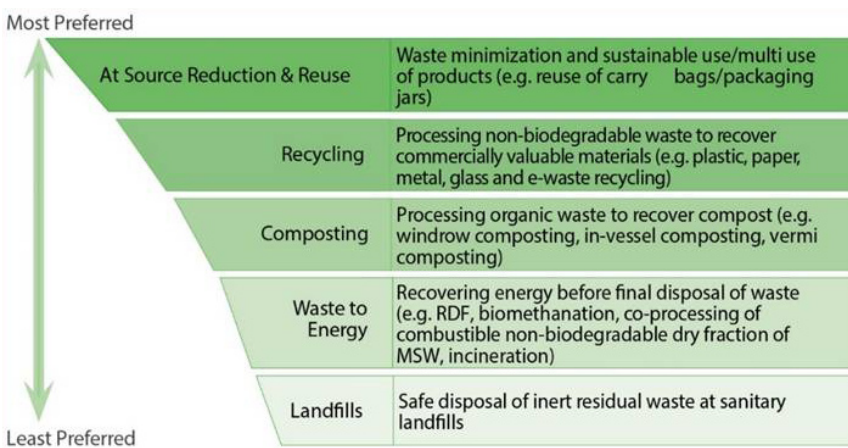 Most Preferred
At Source Reduction & Reuse
Waste minimization and sustainable use/multi use
of products (e.g. reuse of carry bags/packaging
jars)
Recycling
Processing non-biodegradable waste to recover
commercially valuable materials (e.g. plastic, paper,
metal, glass and e-waste recycling)
Composting
Processing organic waste to recover compost (e.g.
windrow composting, in-vessel composting, vermi
composting)
Waste to
Energy
Recovering energy before final disposal of waste
(e.g. RDF, biomethanation, co-processing of
combustible non-biodegradable dry fraction of
MSW, incineration)
Landfills
Safe disposal of inert residual waste at sanitary
landfills
Least Preferred